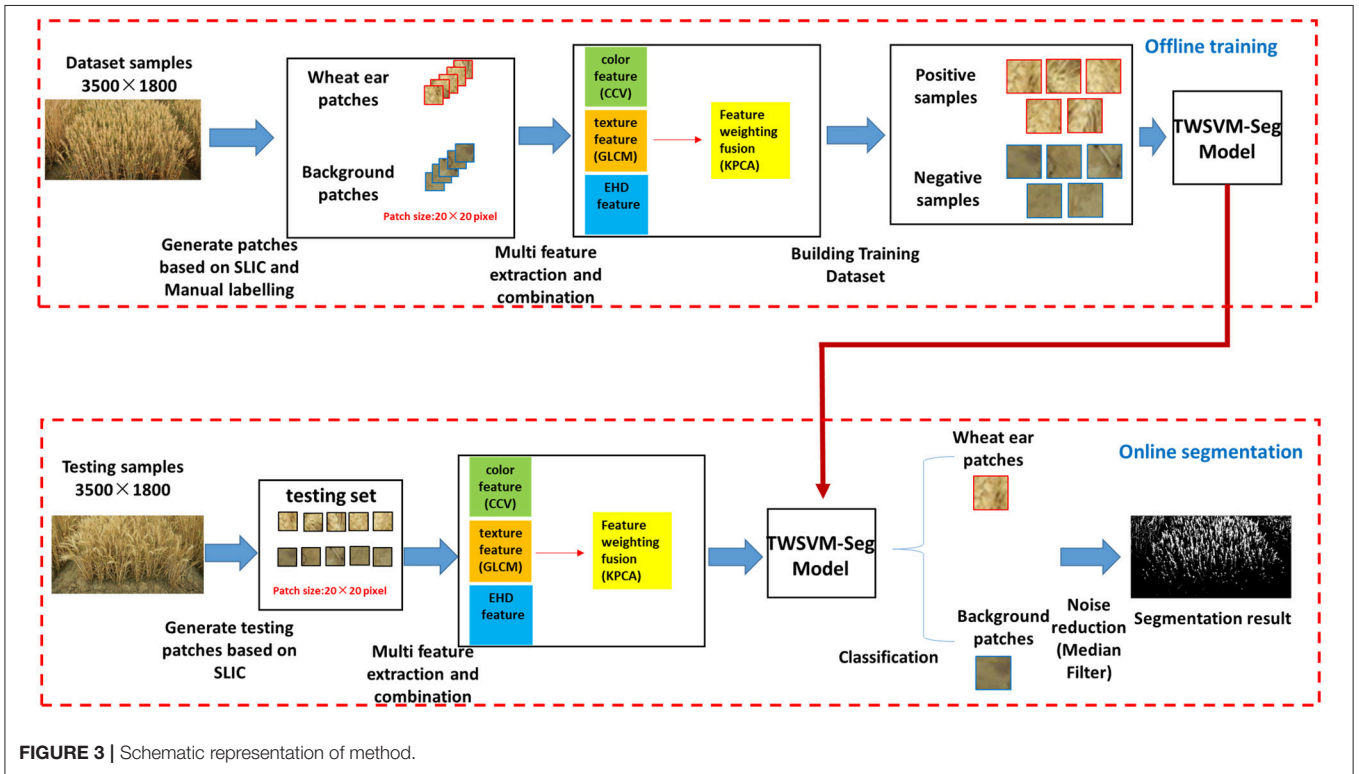 Offline training
Dataset samples
3500×1800
Wheat ear
patches
Background
patches
Patch size:20×20 pixel
Generate patches
based on SLIC and
Manual labelling
color
feature
(CCV)
texture
feature
(GLCM)
EHD
feature
Feature
weighting
fusion
(KPCA)
Multi feature
extraction and
combination
Positive
samples
Negative
samples
Building Training
Dataset
TWSVM-Seg
Model
Online segmentation
Testing samples
3500×1800
testing set
Patch size:20×20 pixel
Generate testing
patches based on
SLIC
color
feature
(CCV)
texture
feature
(GLCM)
EHD
feature
Feature
weighting
fusion
(KPCA)
Multi feature
extraction and
combination
TWSVM-Seg
Model
Classification
Wheat ear
patches
Background
patches
Noise
reduction
(Median
Filter)
Segmentation result
FIGURE 3 | Schematic representation of method.